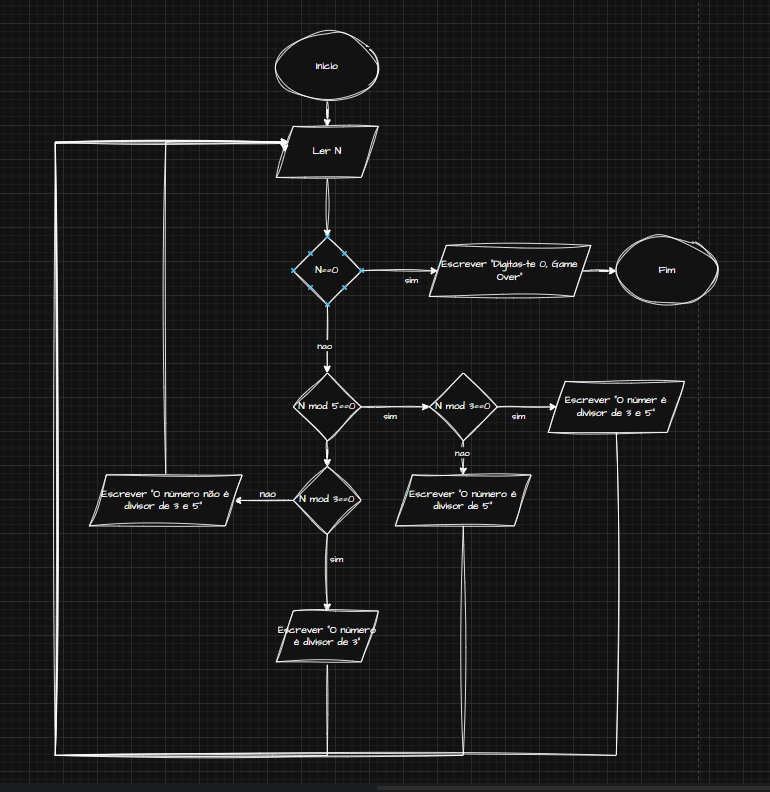 Início
Ler N
N==0
sim
Escrever "Digitas-te 0, Game
Over"
Fim
nao
N mod 5==0
sim
N mod 3==0
sim
Escrever "O númer é
divisor de 3 e 5"
nao
Escrever "O número não é
divisor de 3 e 5"
nao
N mod 3==0
Escrever "O número é
divisor de 5"
sim
Escrever "O número
é divisor de 3"